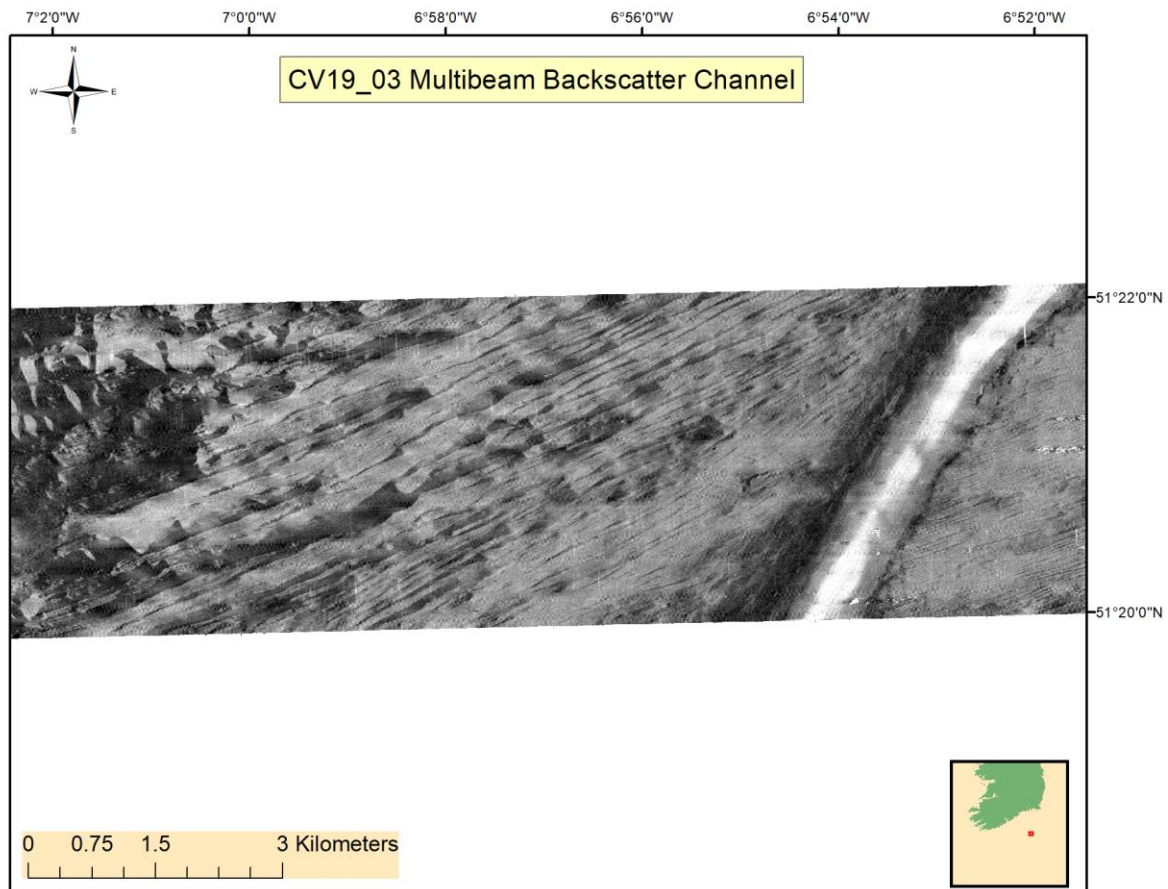 7°2'0"W 7°0'0"W 6°58'0"W 6°56'0"W 6°54'0"W 6°52'0"W
N
W E
S
CV19_03 Multibeam Backscatter Channel
51°22'0"N
51°20'0"N
0 0.75 1.5 3 Kilometers